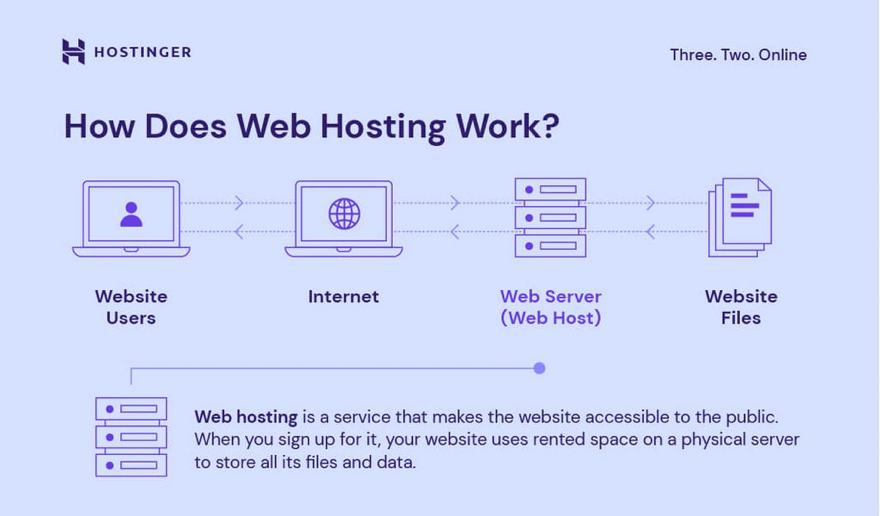 HOSTINGER
Three. Two. Online
How Does Web Hosting Work?
Website
Users
Internet
Web Server
(Web Host)
Website
Files
Web hosting is a service that makes the website accessible to the public.
When you sign up for it, your website uses rented space on a physical server
to store all its files and data.